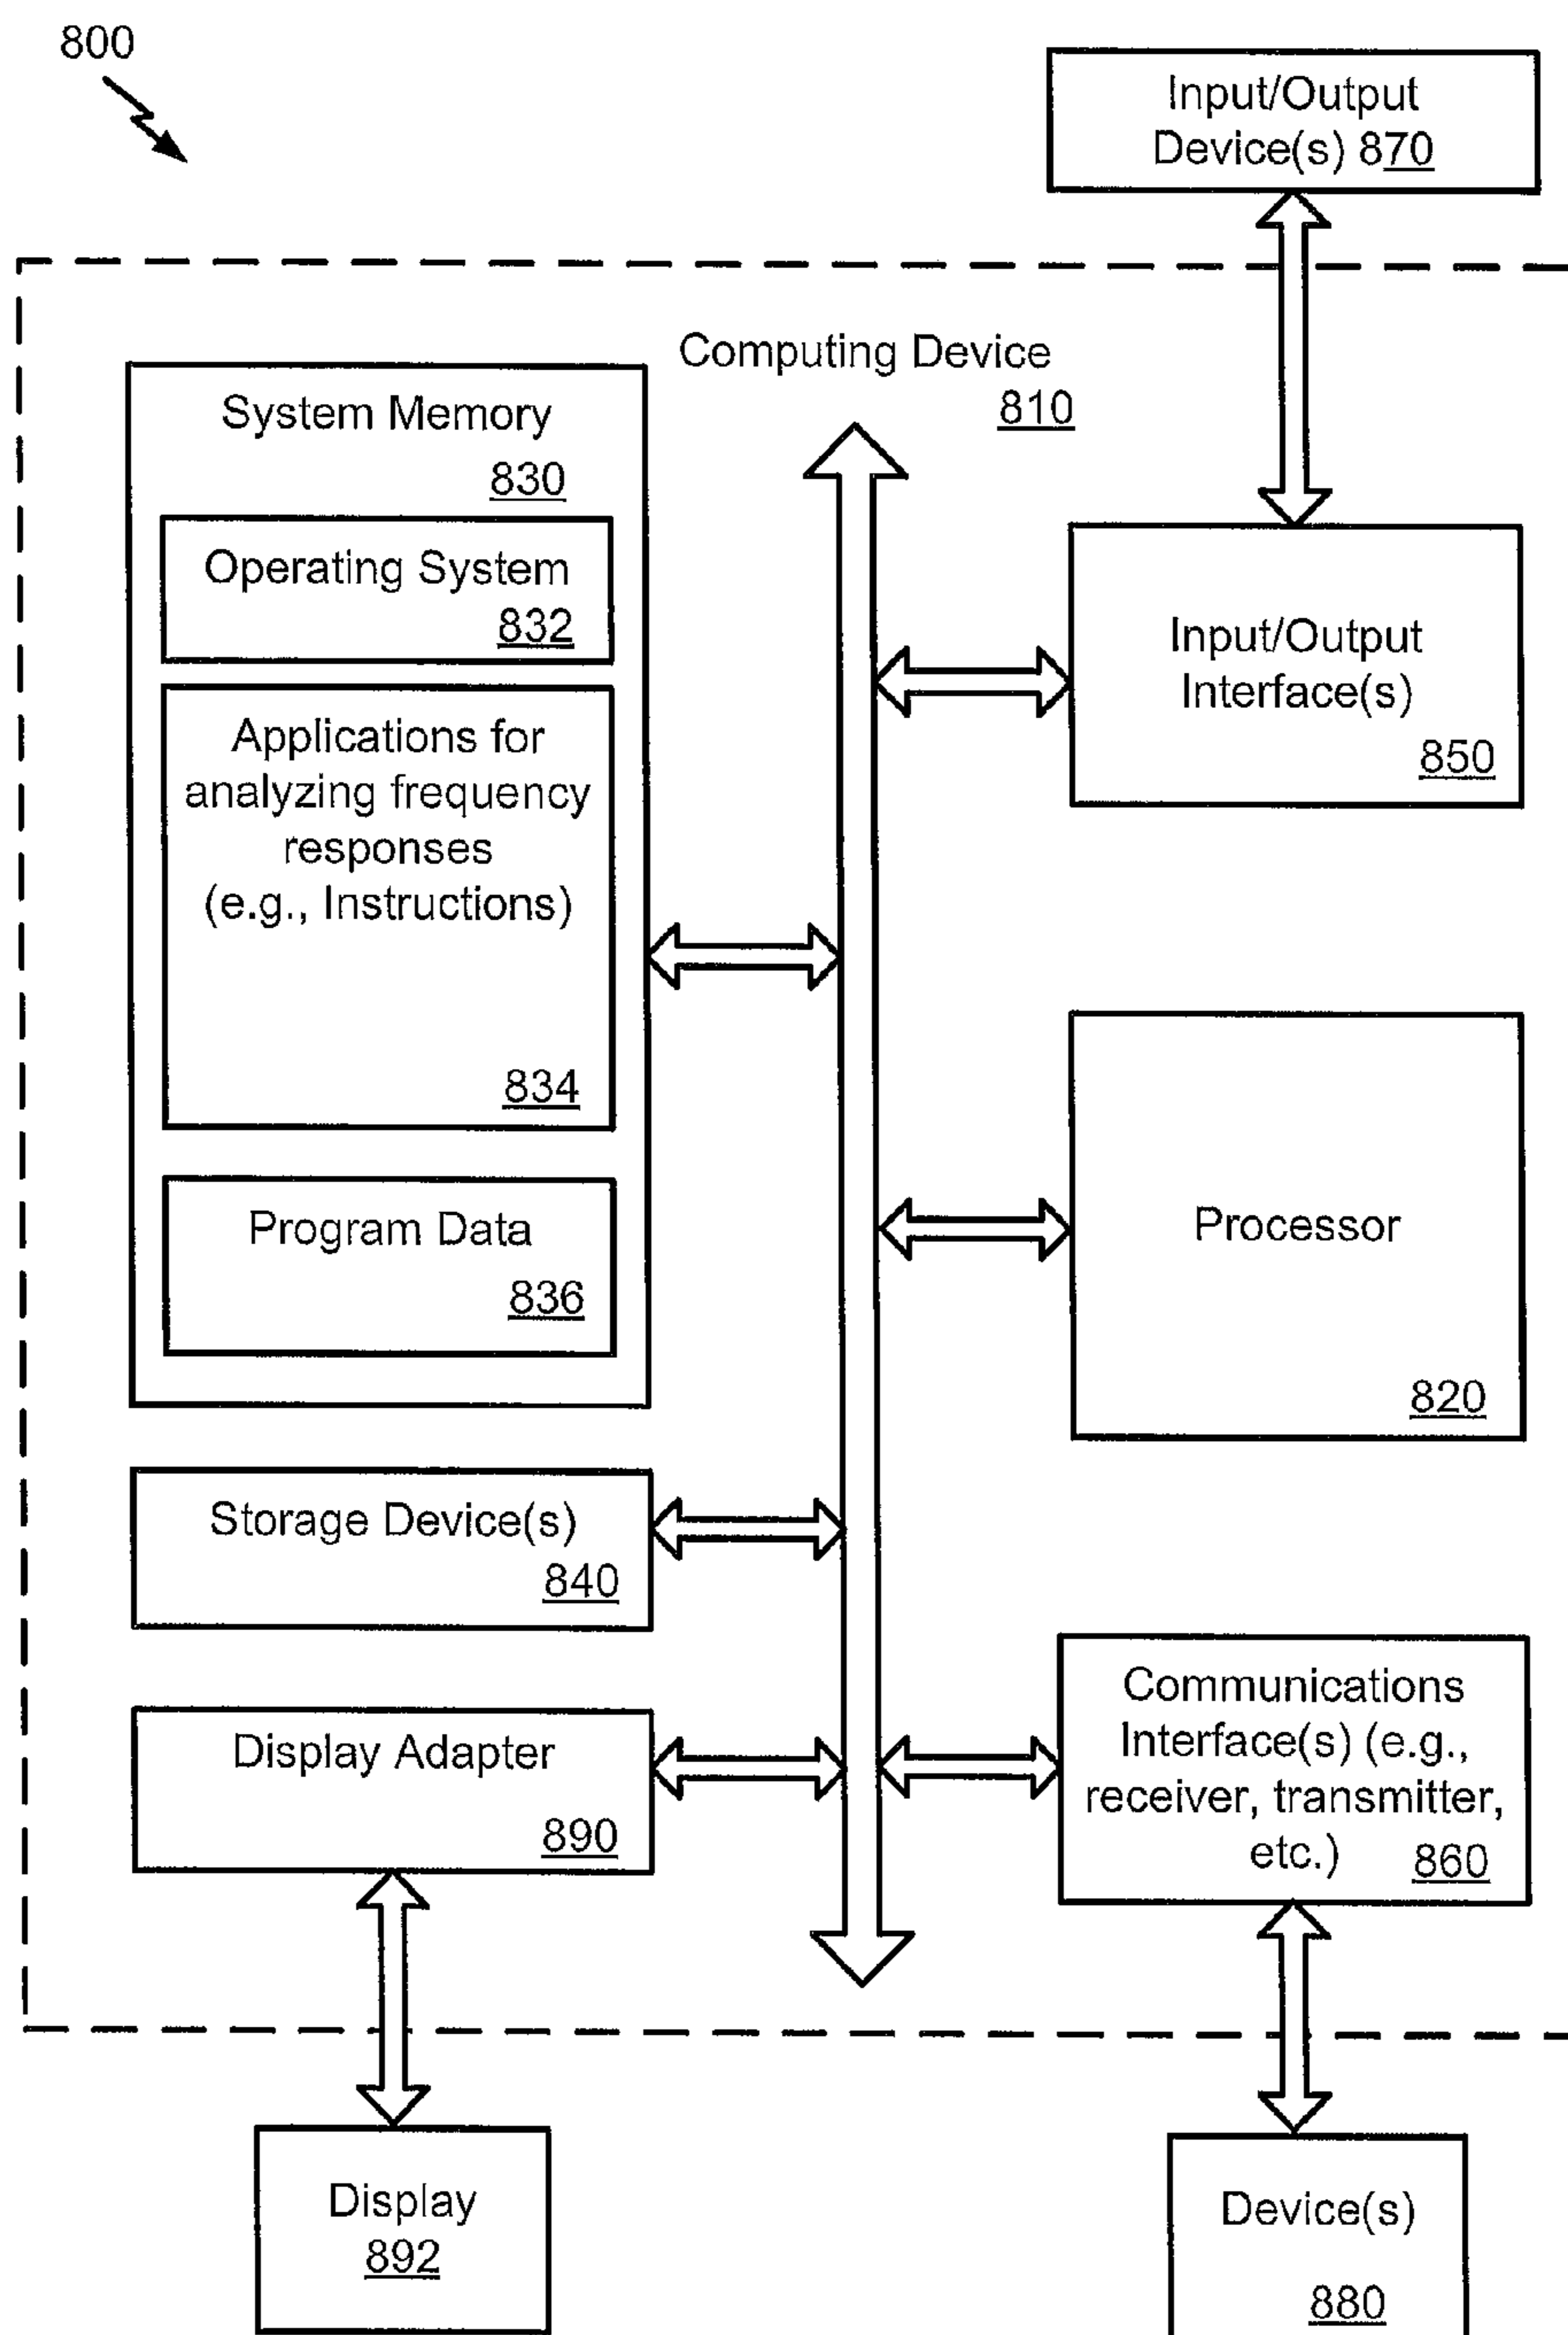 800
Input/Output
Device(s) 870
Computing Device
810
System Memory
830
Operating System
832
Applications for
analyzing frequency
responses
(e.g., Instructions)
834
Program Data
836
Input/Output
Interface(s)
850
Processor
820
Storage Device(s)
840
Display Adapter
890
Communications
Interface(s) (e.g.,
receiver, transmitter,
etc.) 860
Display
892
Device(s)
880